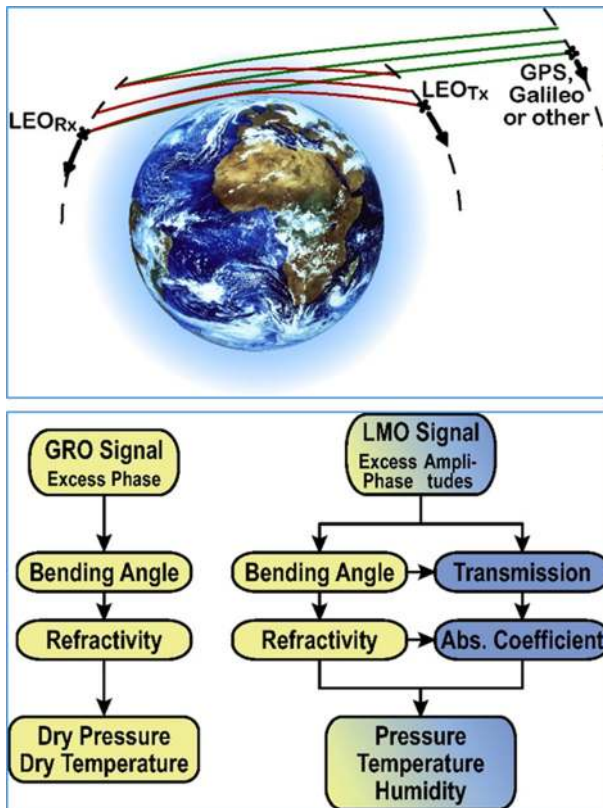 LEORx
LEOTx
GPS,
Galileo
or other
GRO Signal
Excess Phase
Bending Angle
Refractivity
Dry Pressure
Dry Temperature
LMO Signal
Excess Ampli-
Phase tudes
Bending Angle
Transmission
Refractivity
Abs. Coefficient
Pressure
Temperature
Humidity